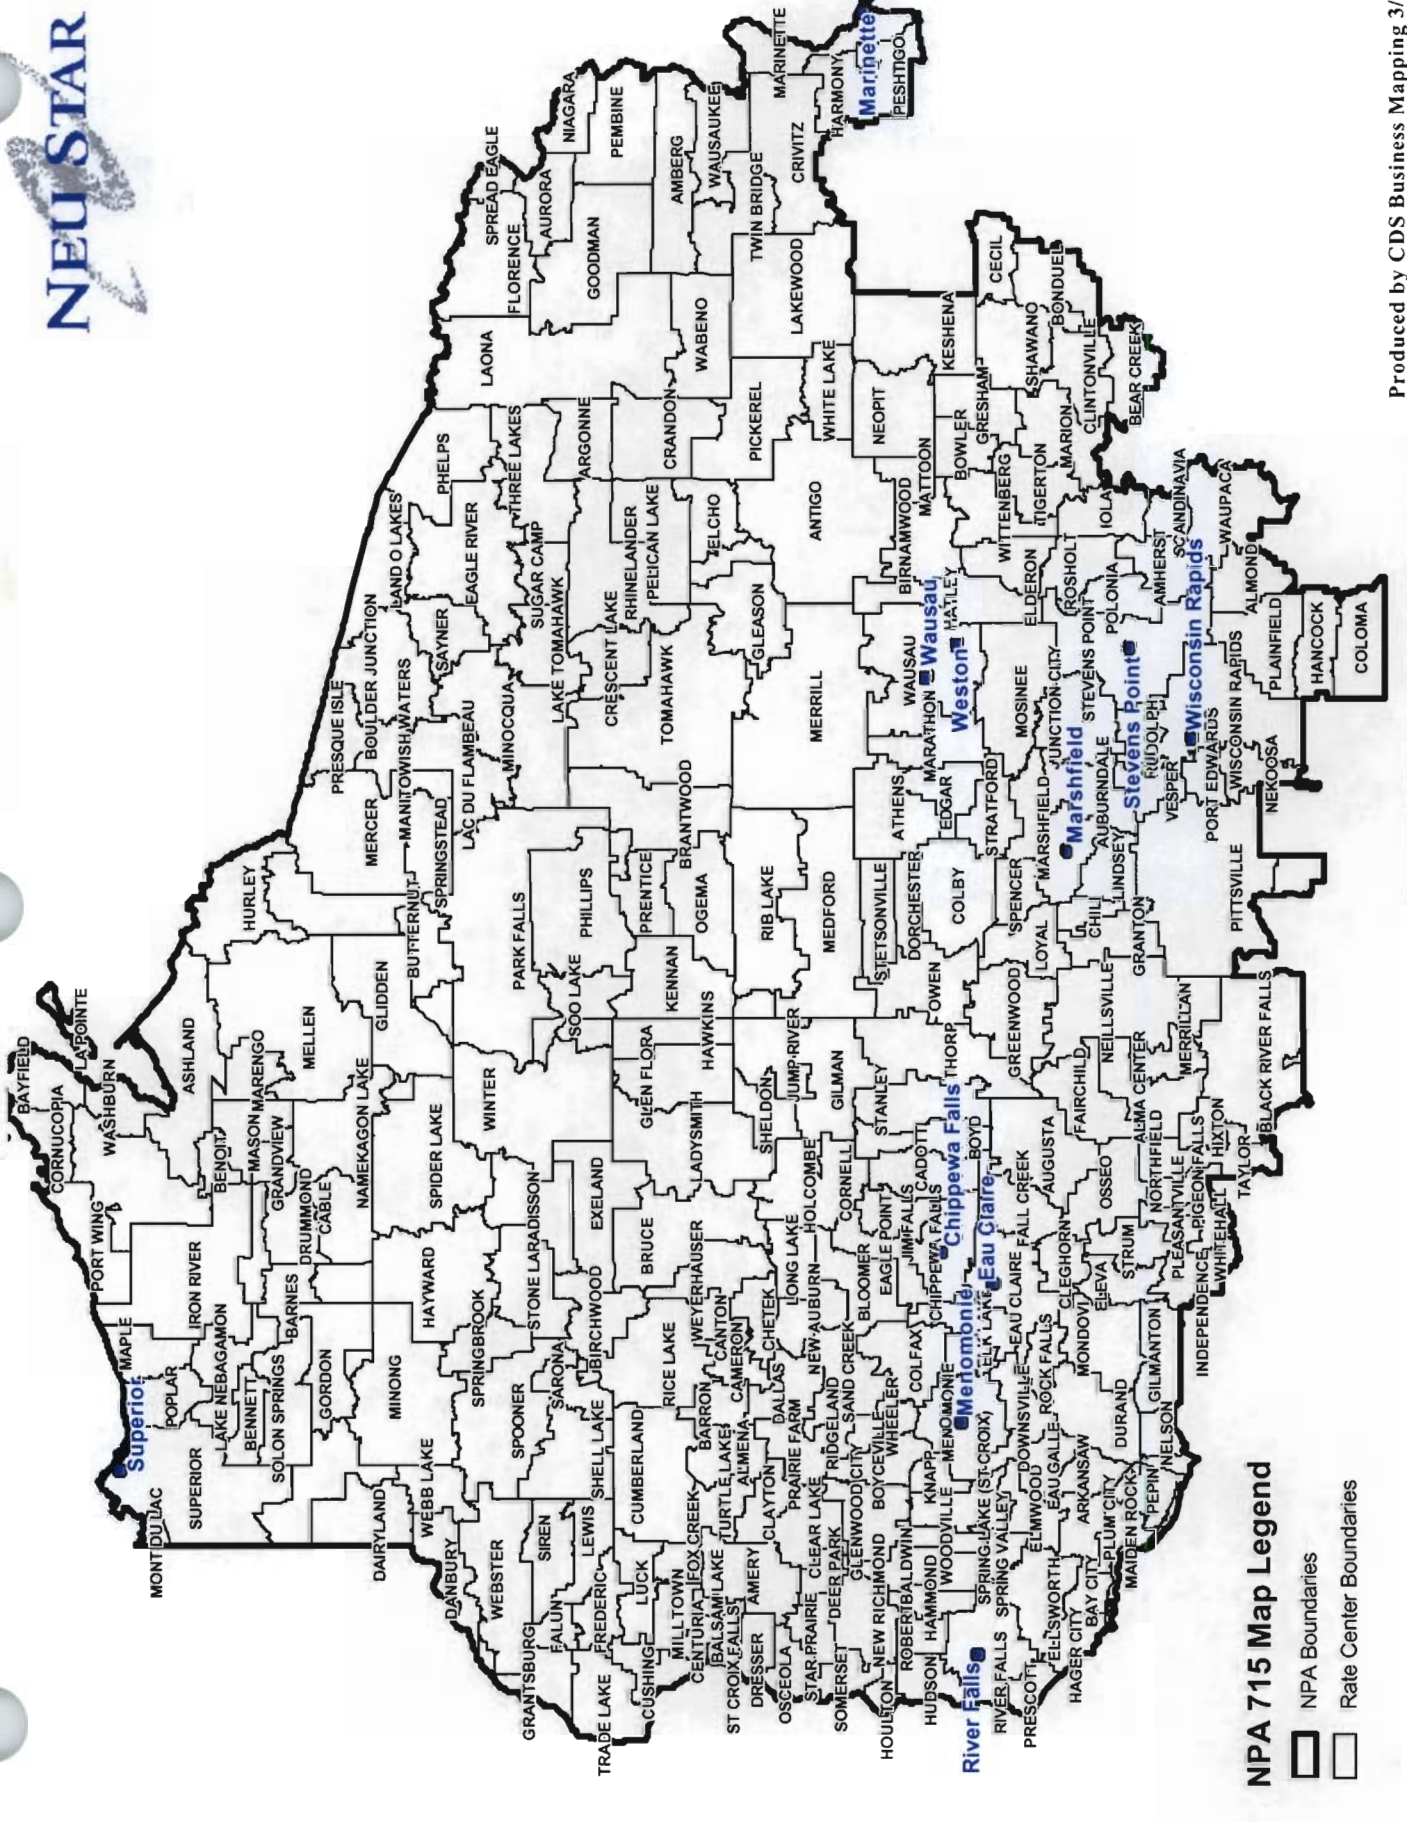 NEUSTAR
BAYFIELD
LA POINTE
CORNUCOPIA
WASHBURN
PORT WING
ASHLAND
HURLEY
Superior
MAPLE
MONT DU LAC
SUPERIOR
POPLAR
IRON RIVER
LAKE NEBAGAMON
BENOIT
MASON
MARENGO
MELLEN
BENNETT
GRANDVIEW
SOLON SPRINGS
BARNES
DRUMMOND
CABLE
GORDON
NAMEKAGON LAKE
GLIDDEN
MERCER
PRESQUE ISLE
BOULDER JUNCTION
LAND O LAKES
DAIRYLAND
MINONG
HAYWARD
SPIDER LAKE
BUTTERNUT
MANITOWISH WATERS
SPRINGSTEAD
SAYNER
PHELPS
EAGLE RIVER
LAC DU FLAMBEAU
WEBB LAKE
DANBURY
WEBSTER
SPRINGBROOK
WINTER
PARK FALLS
MINOCQUA
THREE LAKES
SUGAR CAMP
LAONA
FLORENCE
SPREAD EAGLE
AURORA
NIAGARA
GRANTSBURG
SIREN
FALUN
SPOONER
STONE LAKE
RADISSON
SARONA
LAKE TOMAHAWK
LEWIS
SHELL LAKE
BIRCHWOOD
EXELAND
SOO LAKE
PHILLIPS
CRESCENT LAKE
ARGONNE
GOODMAN
PEMBINE
TRADE LAKE
FREDERIC
LUCK
CUSHING
CUMBERLAND
RICE LAKE
BRUCE
GLEN FLORA
KENNAN
PRENTICE
RHINELANDER
PELICAN LAKE
CRANDON
AMBERG
MILLTOWN
CENTURIA
FOX CREEK
BALSAM LAKE
TURTLE LAKE
BARRON
WEYERHAUSER
CANTON
CAMERON
LADYSMITH
HAWKINS
OGEMA
BRANTWOOD
TOMAHAWK
ELCHO
WABENO
WAUSAUKEE
ST CROIX FALLS
DRESSER
AMERY
CLAYTON
ALMENA
CHETEK
DALLAS
SHELDON
RIB LAKE
GLEASON
PICKEREL
TWIN BRIDGE
MARINETTE
OSCEOLA
STAR PRAIRIE
CLEAR LAKE
PRAIRIE FARM
LONG LAKE
NEW AUBURN
HOLCOMBE
JUMP RIVER
MEDFORD
MERRILL
ANTIGO
WHITE LAKE
LAKEWOOD
CRIVITZ
HARMONY
Marinette
PESHTIGO
SOMERSET
DEER PARK
GLENWOOD CITY
RIDGELAND
SAND CREEK
BLOOMER
CORNELL
GILMAN
NEW RICHMOND
BOYCEVILLE
WHEELER
EAGLE POINT
STANLEY
STETSONVILLE
NEOPIT
HOULTON
ROBERT
BALDWIN
COLFAX
JIM FALLS
CADOTT
DORCHESTER
ATHENS
WAUSAU
BIRNAMWOOD
MATTOON
HUDSON
HAMMOND
WOODVILLE
KNAPP
MENOMONIE
CHIPPEWA FALLS
THORP
OWEN
COLBY
EDGAR
MARATHON
Wausau
HATLEY
BOWLER
KESHENA
River Falls
Menomonie
Chippewa Falls
Weston
RIVER FALLS
SPRING VALLEY
SPRING LAKE (ST CROIX)
ELK LAKE
Eau Claire
BOYD
STRATFORD
WITTENBERG
GRESHAM
CECIL
PRESCOTT
ELLSWORTH
ELMWOOD
DOWNSVILLE
EAU CLAIRE
FALL CREEK
GREENWOOD
SPENCER
MOSINEE
ELDERON
TIGERTON
SHAWANO
HAGER CITY
BAY CITY
EAU GALLE
ROCK FALLS
CLEGHORN
AUGUSTA
LOYAL
MARSHFIELD
JUNCTION CITY
ROSHOLT
MARION
BONDUEL
PLUM CITY
ARKANSAW
MONDOVI
ELEVA
OSSEO
FAIRCHILD
NEILLSVILLE
CHILI
Marshfield
AUBURNDALE
STEVENS POINT
POLONIA
IOLA
CLINTONVILLE
MAIDEN ROCK
DURAND
STRUM
ALMA CENTER
GRANTON
LINDSEY
Stevens Point
RUDOLPH
AMHERST
BEAR CREEK
PEPIN
NELSON
GILMANTON
NORTHFIELD
PLEASANTVILLE
MERRILLAN
VESPER
Wisconsin Rapids
SCANDINAVIA
INDEPENDENCE
PIGEON FALLS
WHITEHALL
HIXTON
TAYLOR
PORT EDWARDS
WISCONSIN RAPIDS
WAUPACA
BLACK RIVER FALLS
PITTSVILLE
NEKOOSA
ALMOND
PLAINFIELD
HANCOCK
COLOMA
NPA 715 Map Legend
NPA Boundaries
Rate Center Boundaries
Produced by CDS Business Mapping 3/